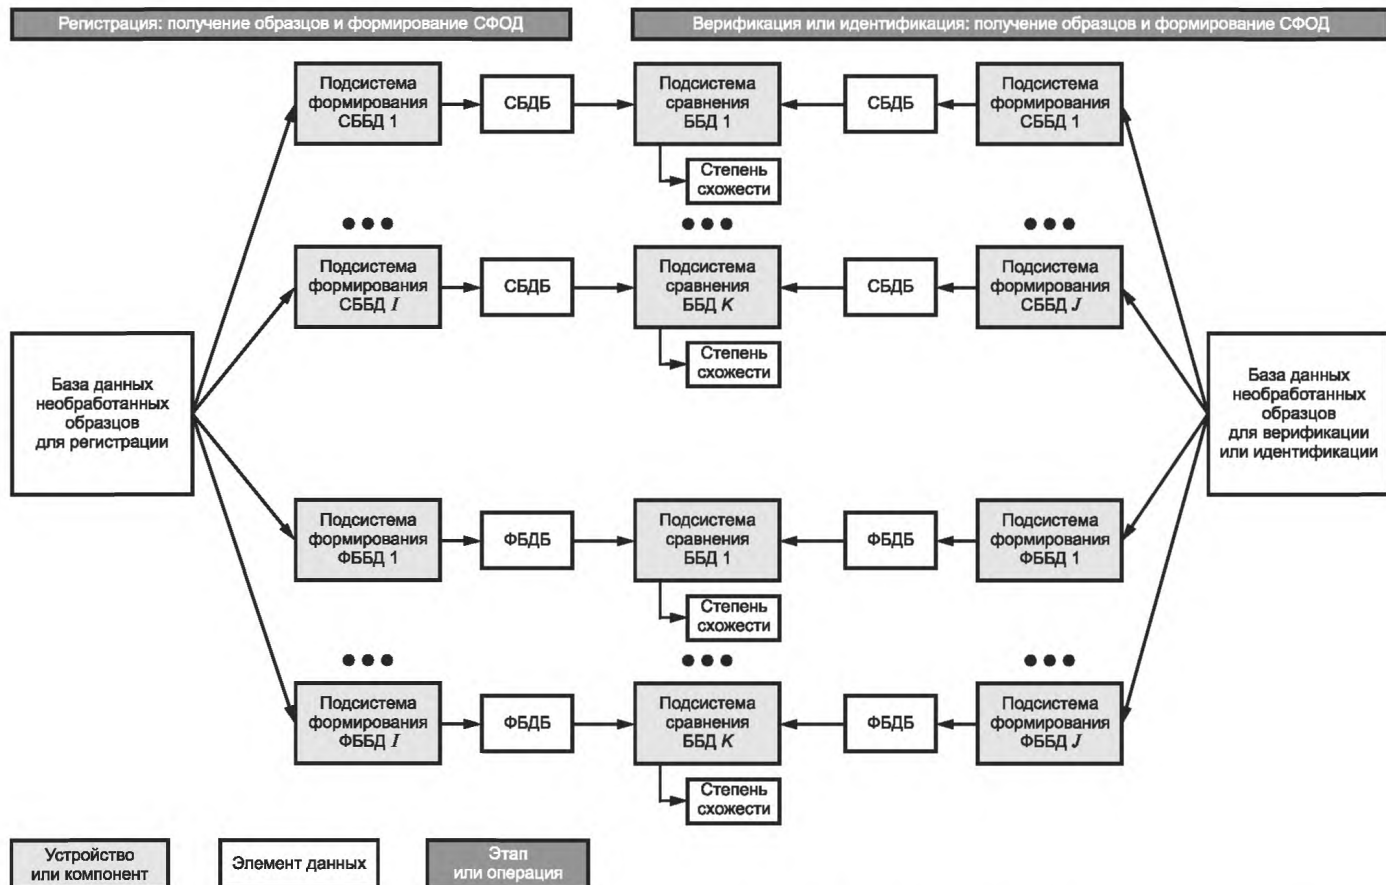 Регистрация: получение образцов и формирование СФОД
Верификация или идентификация: получение образцов и формирование СФОД
Подсистема
формирования
СББД 1
СБДБ
Подсистема
сравнения
ББД 1
СБДБ
Подсистема
формирования
СББД 1
Степень
схожести
Подсистема
формирования
СББД I
СБДБ
Подсистема
сравнения
ББД K
СБДБ
Подсистема
формирования
СББД J
Степень
схожести
База данных
необработанных
образцов
для регистрации
База данных
необработанных
образцов
для верификации
или идентификации
Подсистема
формирования
ФББД 1
ФБДБ
Подсистема
сравнения
ББД 1
ФБДБ
Подсистема
формирования
ФББД 1
Степень
схожести
Подсистема
формирования
ФББД I
ФБДБ
Подсистема
сравнения
ББД K
ФБДБ
Подсистема
формирования
ФББД J
Степень
схожести
Устройство
или компонент
Элемент данных
Этап
или операция